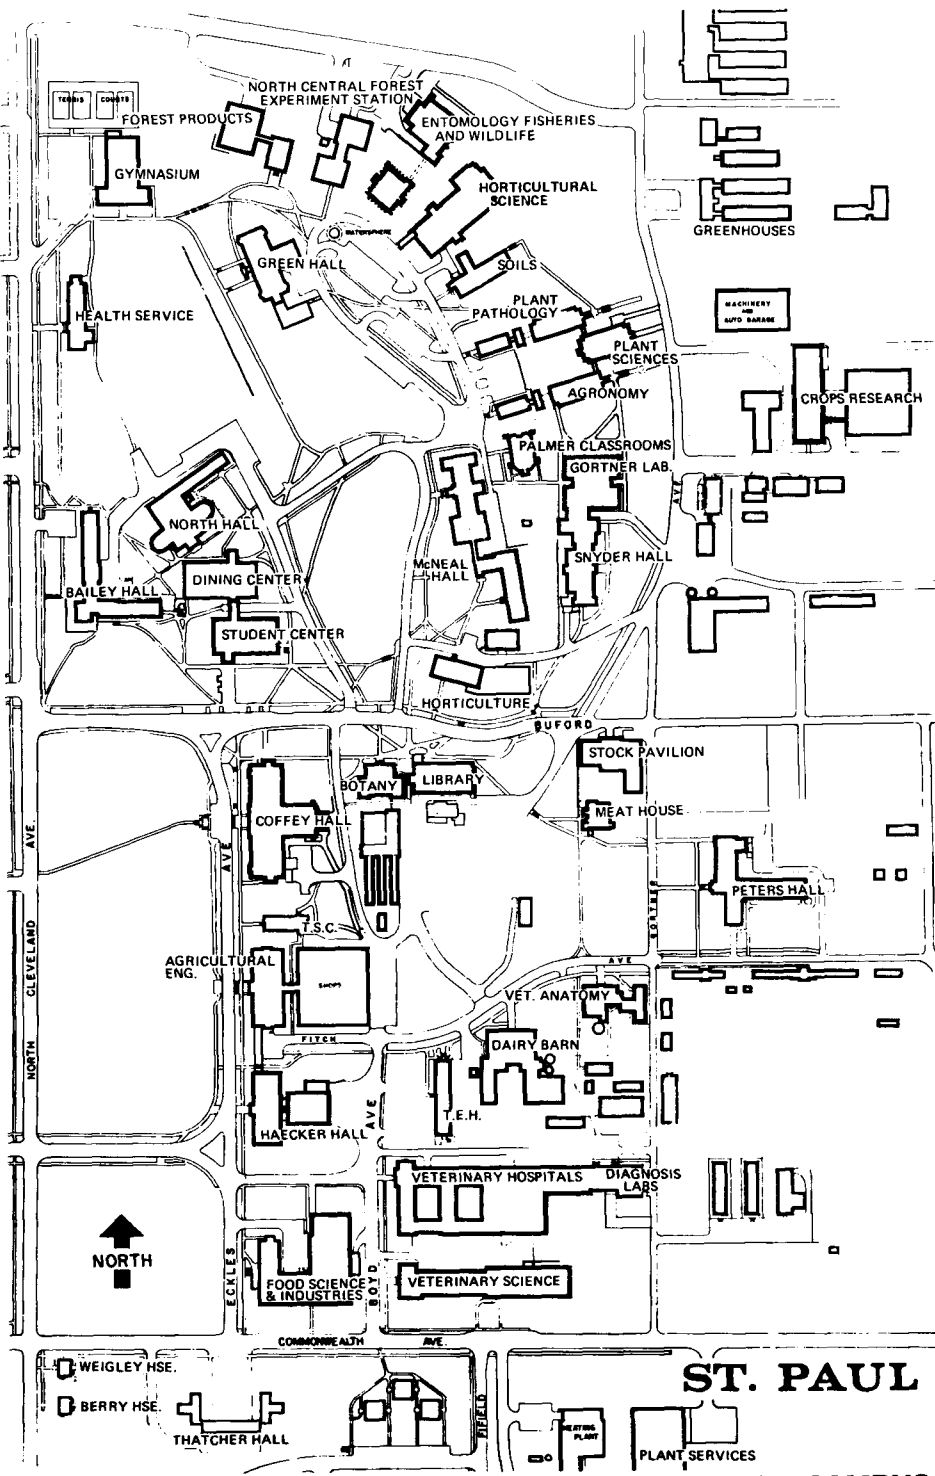 NORTH CENTRAL FOREST
EXPERIMENT STATION
TENNIS COURTS
FOREST PRODUCTS
ENTOMOLOGY FISHERIES
AND WILDLIFE
GYMNASIUM
HORTICULTURAL
SCIENCE
GREENHOUSES
WATERSPHERE
GREEN HALL
SOILS
HEALTH SERVICE
PLANT
PATHOLOGY
MACHINERY
AND
AUTO GARAGE
PLANT
SCIENCES
AGRONOMY
CROPS RESEARCH
PALMER CLASSROOMS
GORTNER LAB.
AVE
NORTH HALL
McNEAL
HALL
SNYDER HALL
DINING CENTER
BAILEY HALL
STUDENT CENTER
HORTICULTURE
BUFORD
STOCK PAVILION
BOTANY
LIBRARY
MEAT HOUSE
COFFEY HALL
AVE
AVE.
PETERS HALL
GORTNER
T.S.C.
NORTH CLEVELAND
AGRICULTURAL
ENG.
SHOPS
AVE
VET. ANATOMY
FITCH
DAIRY BARN
AVE
T.E.H.
HAECKER HALL
VETERINARY HOSPITALS
DIAGNOSIS
LABS
NORTH
ECKLES
BOYD
FOOD SCIENCE
& INDUSTRIES
VETERINARY SCIENCE
COMMONWEALTH AVE.
WEIGLEY HSE.
BERRY HSE.
THATCHER HALL
FIFIELD
HEATING
PLANT
ST. PAUL
PLANT SERVICES